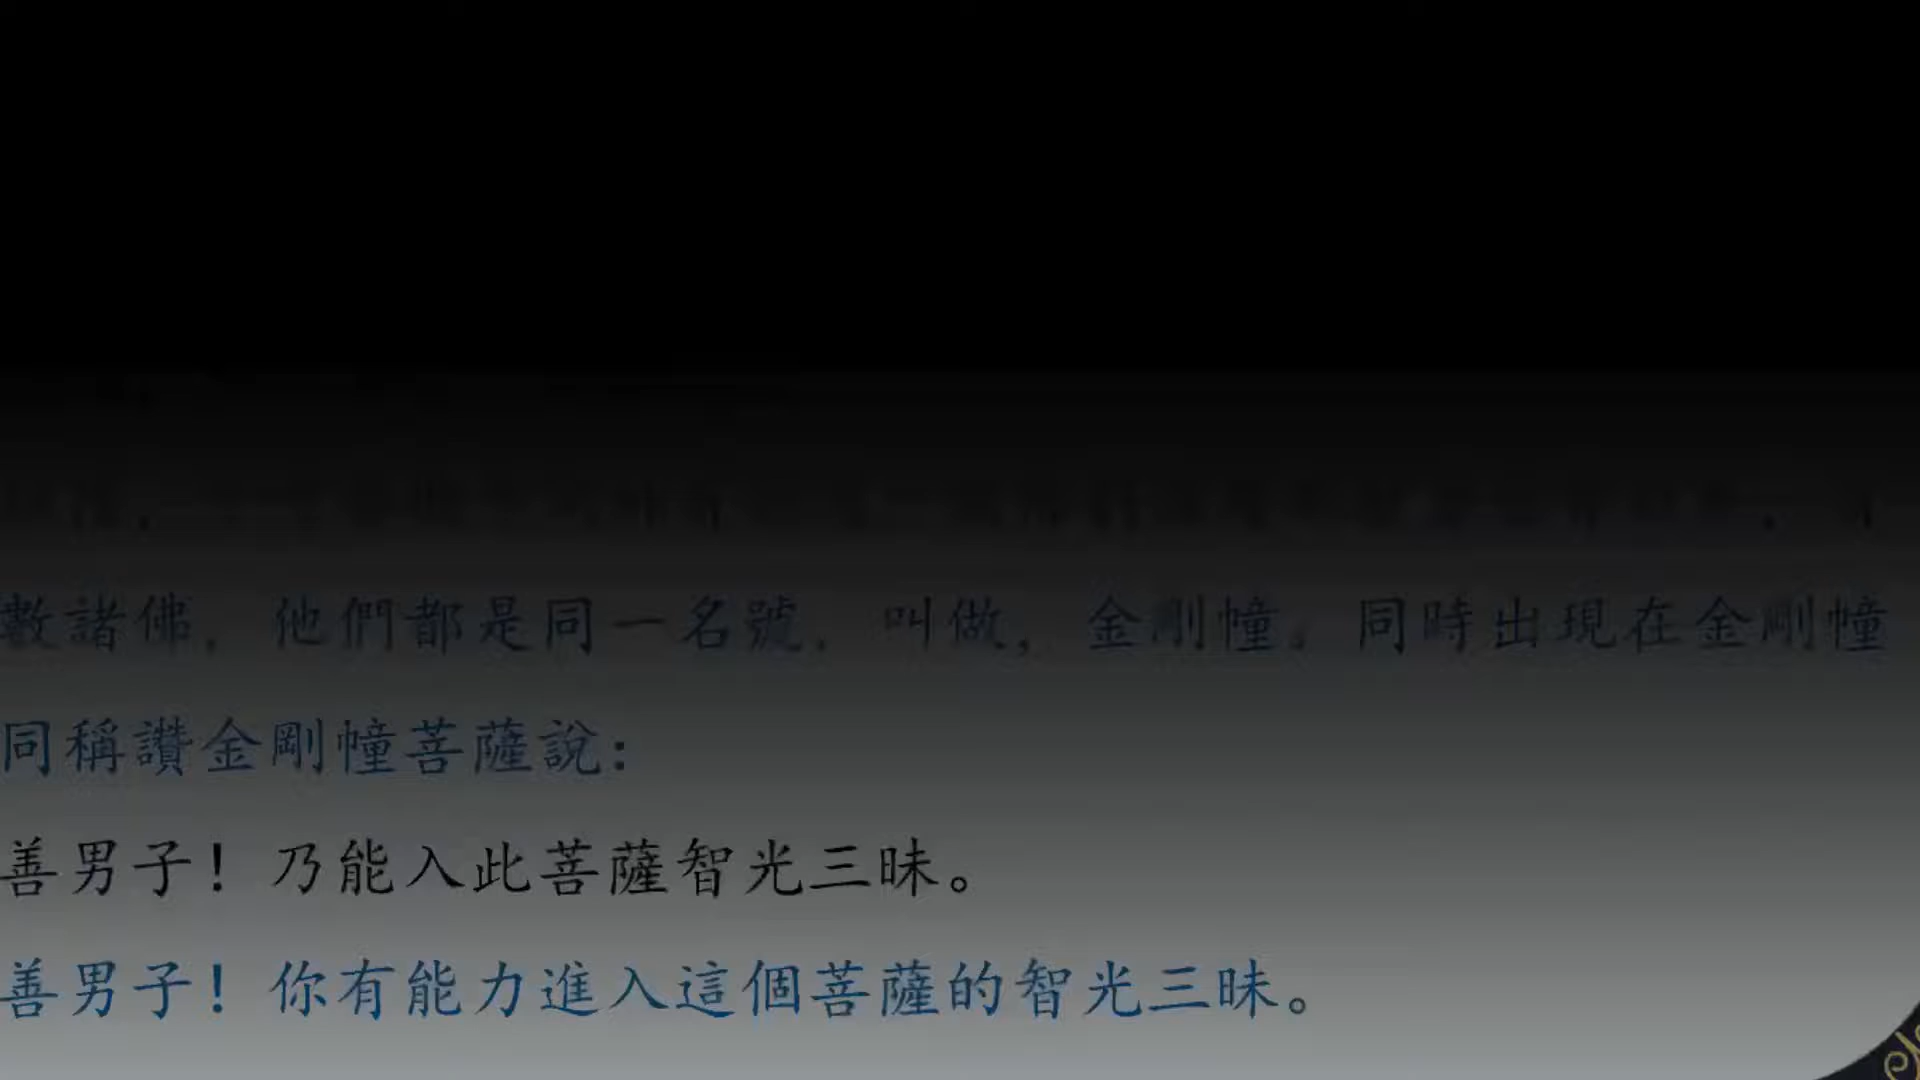 數諸佛，他們都是同一名號，叫做，金剛幢。同時出現在金剛幢
同稱讚金剛幢菩薩說：
善男子！乃能入此菩薩智光三昧。
善男子！你有能力進入這個菩薩的智光三昧。